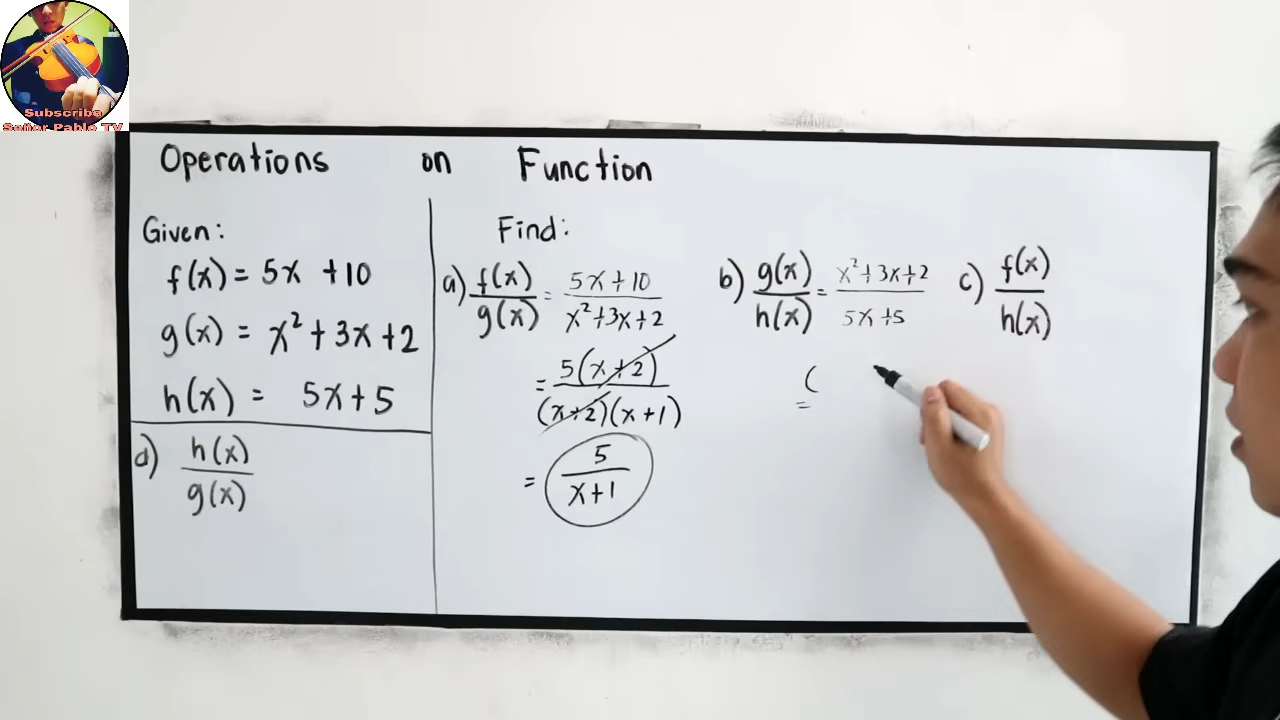 Subscribe
Señor Pablo TV
Operations on Function
Given:
f(x) = 5x + 10
g(x) = x² + 3x + 2
h(x) = 5x + 5
d) h(x)
g(x)
Find:
a) f(x) = 5x + 10
g(x) x² + 3x + 2
= 5(x + 2)
(x + 2)(x + 1)
= 5
x + 1
b) g(x) = x² + 3x + 2
h(x) 5x + 5
= (
c) f(x)
h(x)